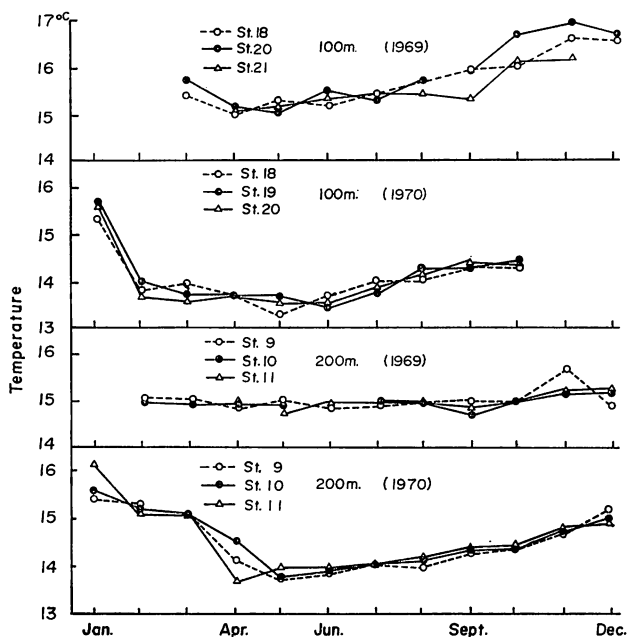 17°C
St.18
St.20 100m. (1969)
St.21
16
15
14
St.18
St.19 100m. (1970)
St.20
16
15
14
13
St. 9
St.10 200m. (1969)
St.11
16
15
14
St. 9
St.10 200m. (1970)
St.11
16
15
14
13
Temperature
Jan. Apr. Jun. Sept. Dec.